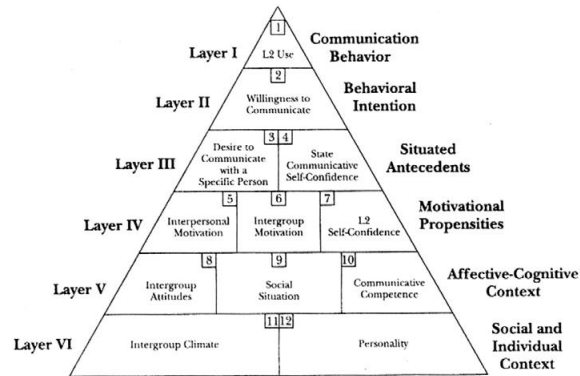 1
Layer I
L2 Use
Communication
Behavior
2
Layer II
Willingness to
Communicate
Behavioral
Intention
3 4
Layer III
Desire to
Communicate
with a
Specific Person
State
Communicative
Self-Confidence
Situated
Antecedents
5 6 7
Layer IV
Interpersonal
Motivation
Intergroup
Motivation
L2
Self-Confidence
Motivational
Propensities
8 9 10
Layer V
Intergroup
Attitudes
Social
Situation
Communicative
Competence
Affective-Cognitive
Context
11 12
Layer VI
Intergroup Climate
Personality
Social and
Individual
Context